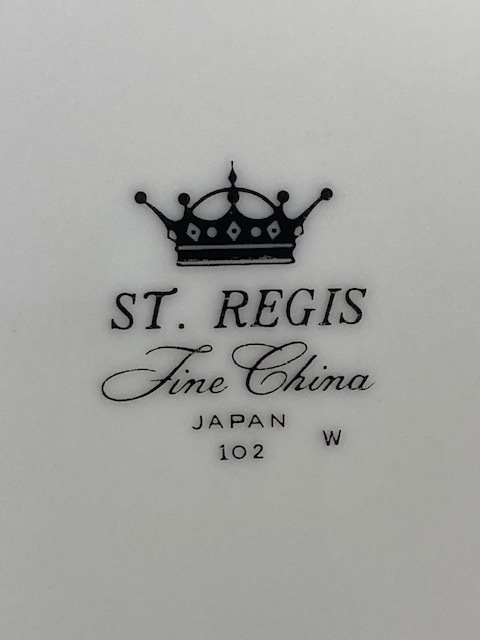 ST. REGIS
Fine China
JAPAN
102 W